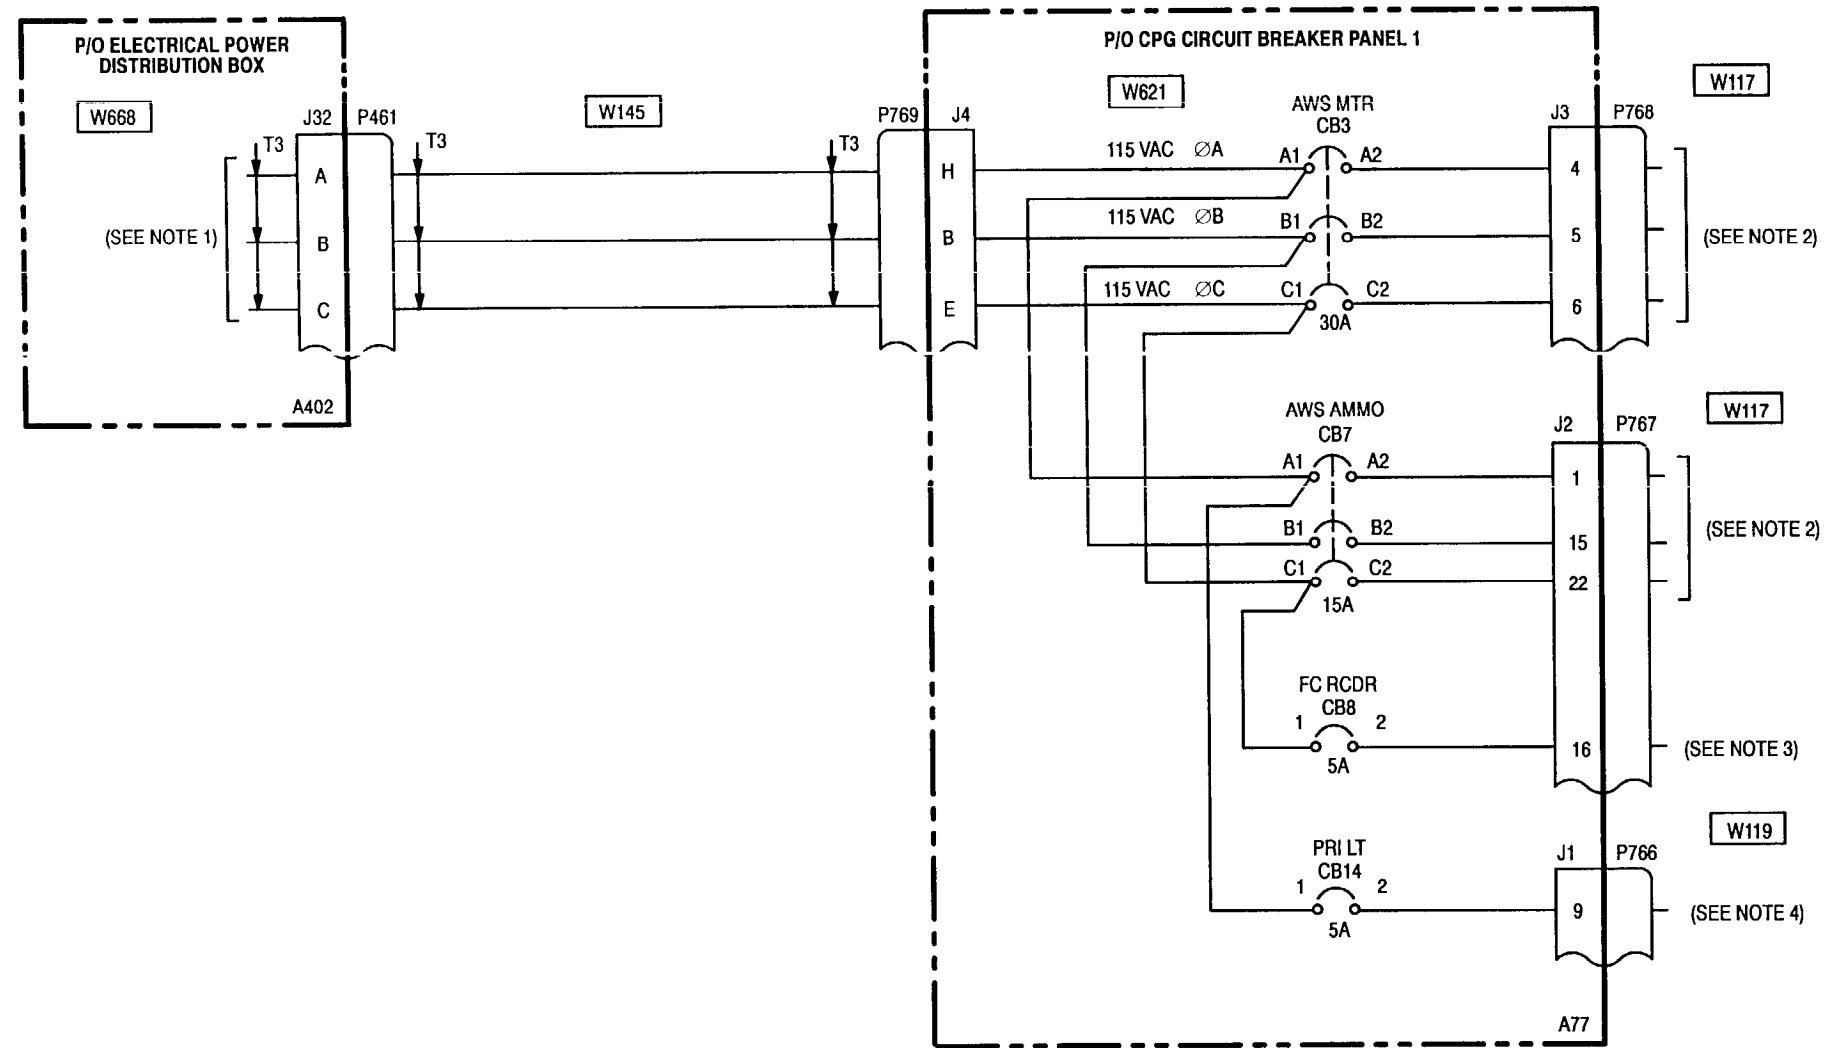 P/O ELECTRICAL POWER
DISTRIBUTION BOX
W668
J32
P461
T3
T3
A
B
C
(SEE NOTE 1)
A402
W145
T3
P769
J4
H
B
E
P/O CPG CIRCUIT BREAKER PANEL 1
W621
AWS MTR
CB3
115 VAC ∅A
A1
A2
115 VAC ∅B
B1
B2
115 VAC ∅C
C1
C2
30A
J3
P768
4
5
6
W117
(SEE NOTE 2)
AWS AMMO
CB7
A1
A2
B1
B2
C1
C2
15A
J2
P767
1
15
22
W117
(SEE NOTE 2)
FC RCDR
CB8
1
2
5A
16
(SEE NOTE 3)
PRI LT
CB14
1
2
5A
W119
J1
P766
9
(SEE NOTE 4)
A77